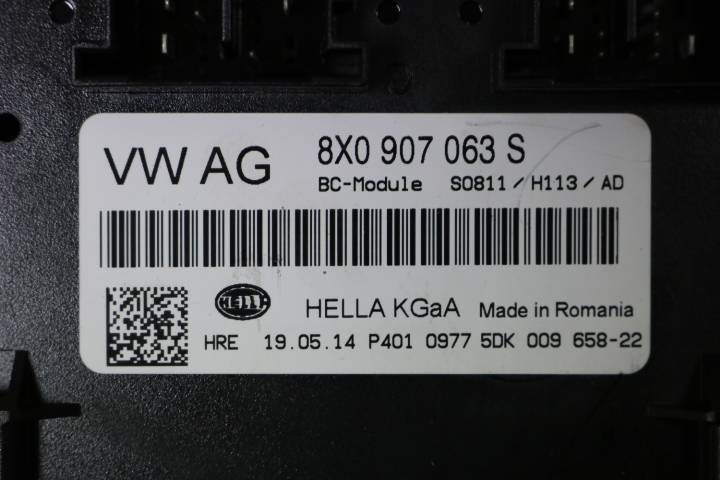 VW AG 8X0 907 063 S
BC-Module S0811 / H113 / AD
HELLA HELLA KGaA Made in Romania
HRE 19.05.14 P401 0977 5DK 009 658-22